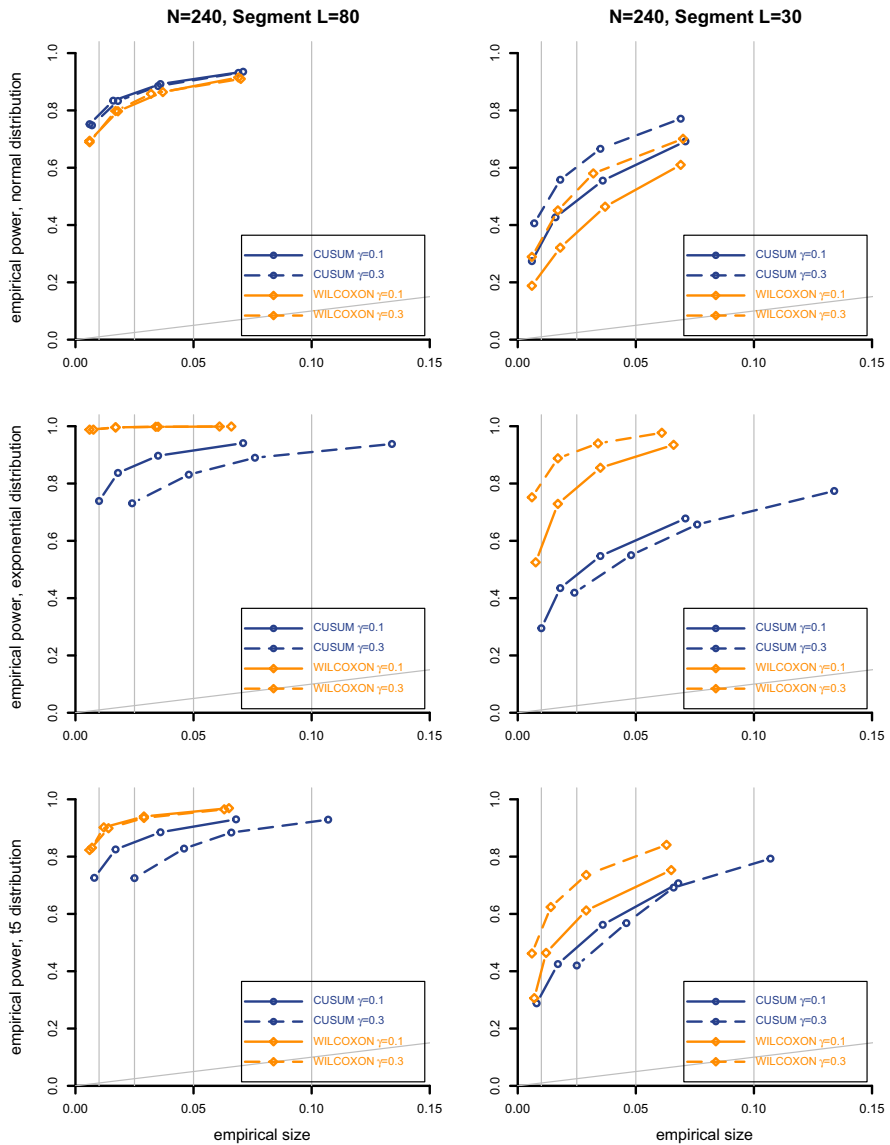 N=240, Segment L=80
N=240, Segment L=30
empirical power, normal distribution
1.0
0.8
0.6
0.4
0.2
0.0
CUSUM γ=0.1
CUSUM γ=0.3
WILCOXON γ=0.1
WILCOXON γ=0.3
0.00 0.05 0.10 0.15
1.0
0.8
0.6
0.4
0.2
0.0
CUSUM γ=0.1
CUSUM γ=0.3
WILCOXON γ=0.1
WILCOXON γ=0.3
0.00 0.05 0.10 0.15
empirical power, exponential distribution
1.0
0.8
0.6
0.4
0.2
0.0
CUSUM γ=0.1
CUSUM γ=0.3
WILCOXON γ=0.1
WILCOXON γ=0.3
0.00 0.05 0.10 0.15
1.0
0.8
0.6
0.4
0.2
0.0
CUSUM γ=0.1
CUSUM γ=0.3
WILCOXON γ=0.1
WILCOXON γ=0.3
0.00 0.05 0.10 0.15
empirical power, t5 distribution
1.0
0.8
0.6
0.4
0.2
0.0
CUSUM γ=0.1
CUSUM γ=0.3
WILCOXON γ=0.1
WILCOXON γ=0.3
0.00 0.05 0.10 0.15
empirical size
1.0
0.8
0.6
0.4
0.2
0.0
CUSUM γ=0.1
CUSUM γ=0.3
WILCOXON γ=0.1
WILCOXON γ=0.3
0.00 0.05 0.10 0.15
empirical size